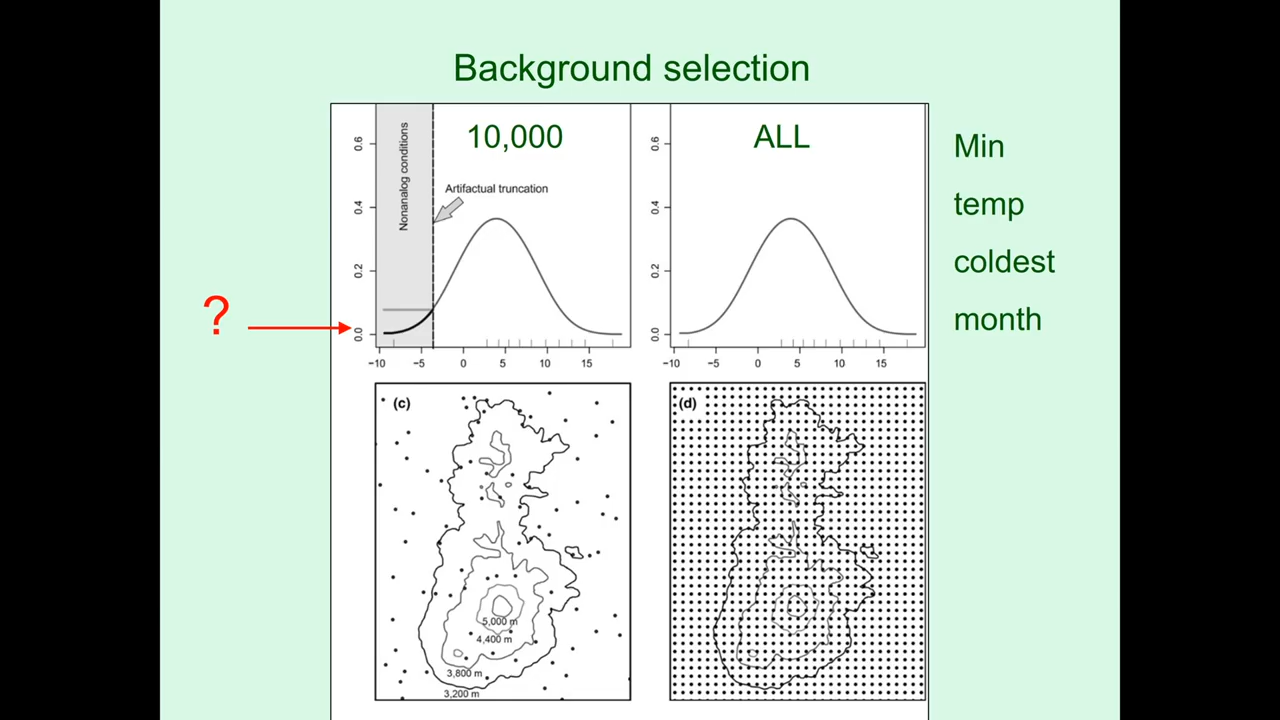 Background selection
10,000
ALL
Min
temp
coldest
month
Nonanalog conditions
Artifactual truncation
0.6
0.4
0.2
0.0
−10 −5 0 5 10 15
0.6
0.4
0.2
0.0
−10 −5 0 5 10 15
?
(c)
5,000 m
4,400 m
3,800 m
3,200 m
(d)